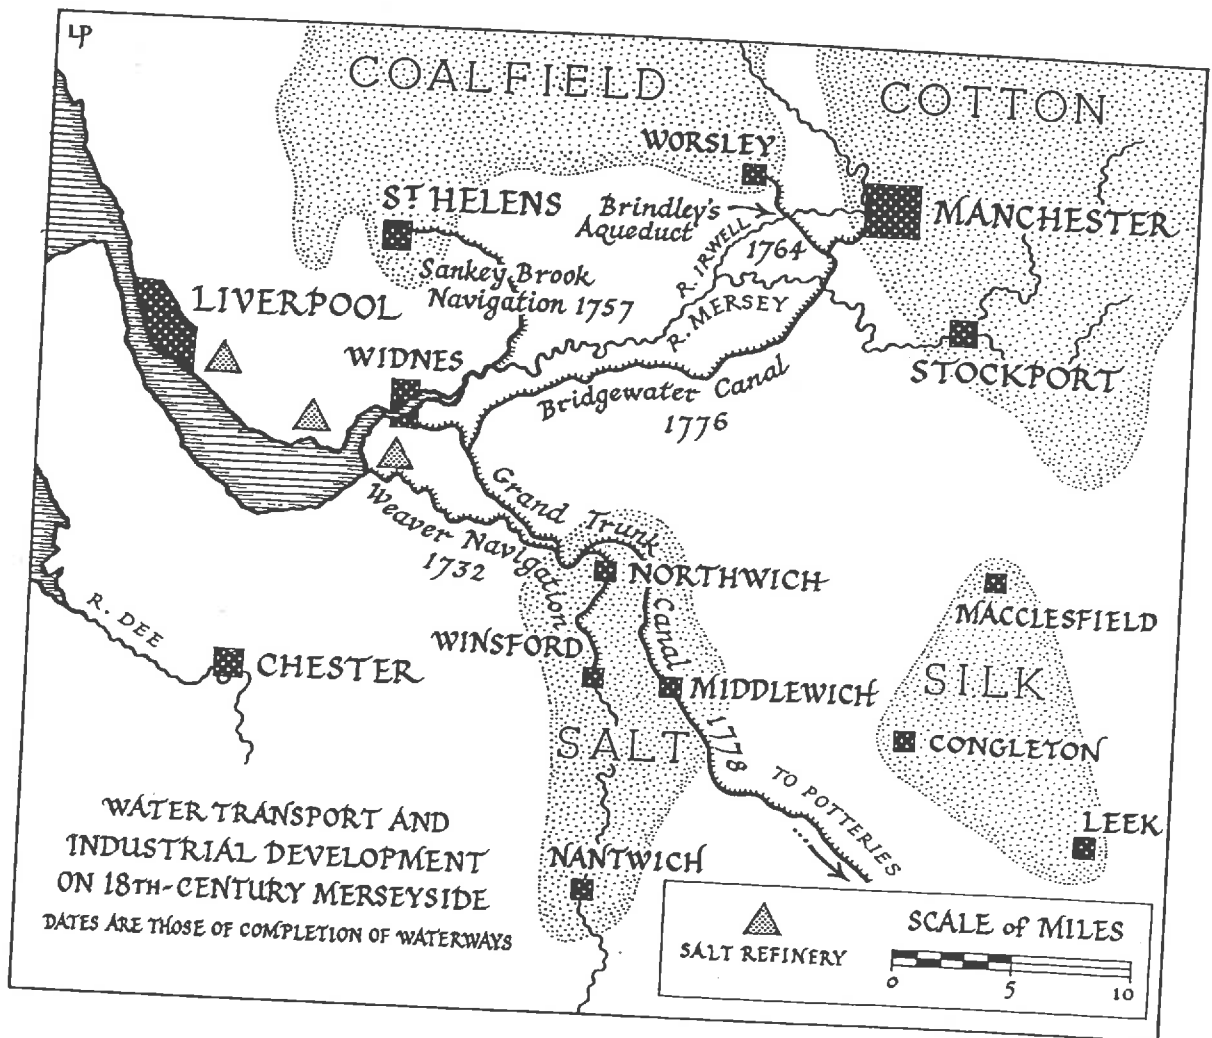 LP
COALFIELD
COTTON
WORSLEY
ST HELENS
Brindley's
Aqueduct
MANCHESTER
R. IRWELL
1764
Sankey Brook
Navigation 1757
R. MERSEY
LIVERPOOL
WIDNES
STOCKPORT
Bridgewater Canal
1776
Grand Trunk
Canal
1778
Weaver Navigation
1732
NORTHWICH
MACCLESFIELD
R. DEE
WINSFORD
CHESTER
MIDDLEWICH
SILK
SALT
CONGLETON
TO POTTERIES
LEEK
NANTWICH
WATER TRANSPORT AND
INDUSTRIAL DEVELOPMENT
ON 18TH-CENTURY MERSEYSIDE
DATES ARE THOSE OF COMPLETION OF WATERWAYS
SALT REFINERY
SCALE of MILES
0 5 10